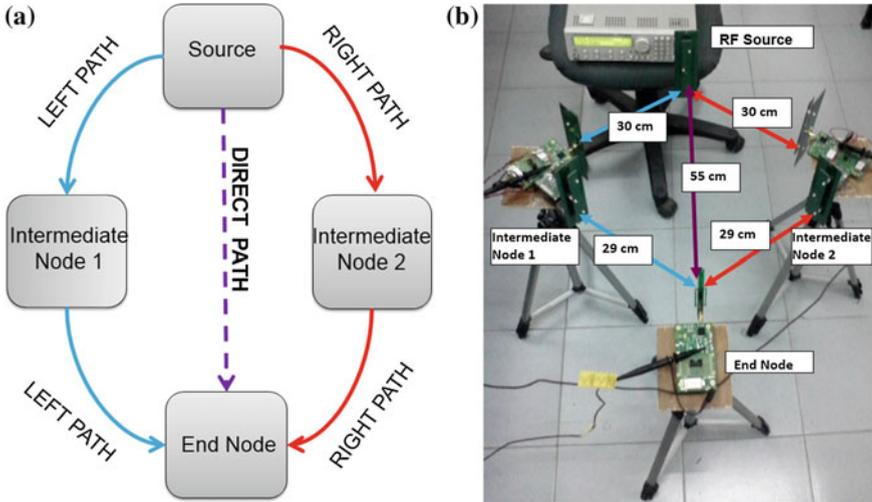 (a)
Source
LEFT PATH
RIGHT PATH
DIRECT PATH
Intermediate
Node 1
Intermediate
Node 2
LEFT PATH
RIGHT PATH
End Node
(b)
RF Source
30 cm
30 cm
55 cm
Intermediate
Node 1
29 cm
29 cm
Intermediate
Node 2
End Node